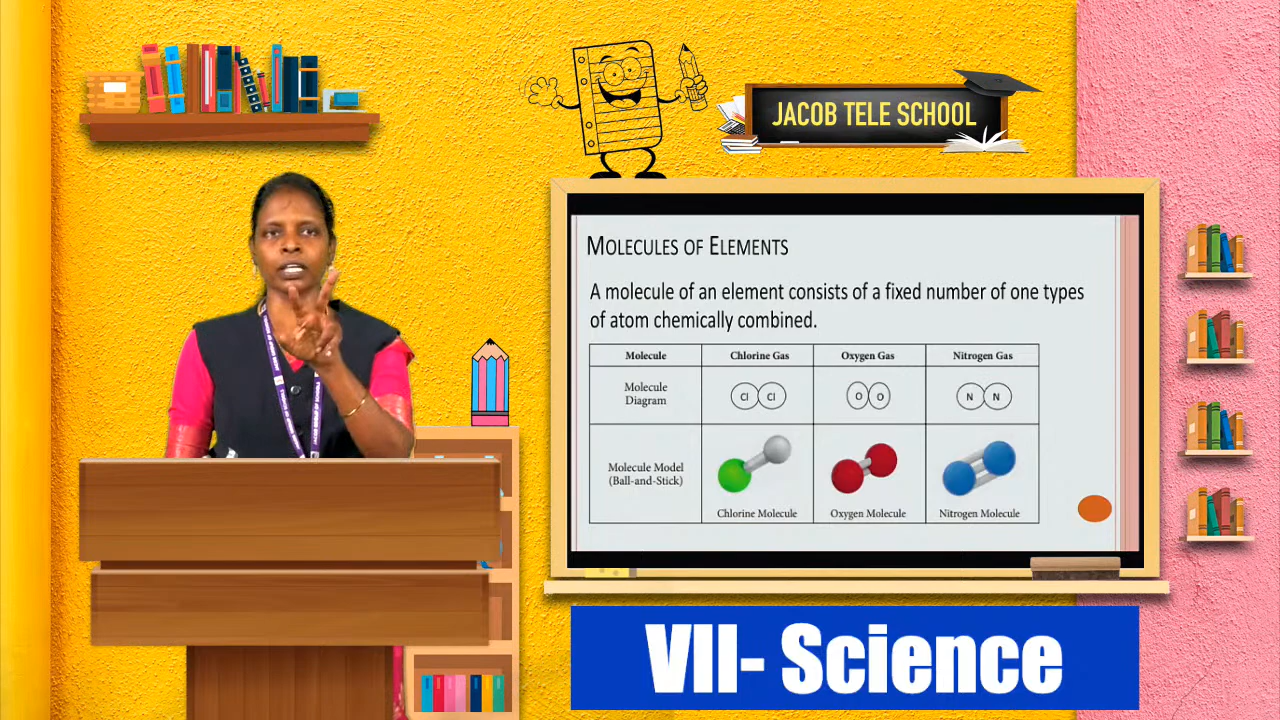 JACOB TELE SCHOOL
MOLECULES OF ELEMENTS
A molecule of an element consists of a fixed number of one types
of atom chemically combined.
Molecule Chlorine Gas Oxygen Gas Nitrogen Gas
Molecule
Diagram
Cl Cl O O N N
Molecule Model
(Ball-and-Stick)
Chlorine Molecule Oxygen Molecule Nitrogen Molecule
VII- Science